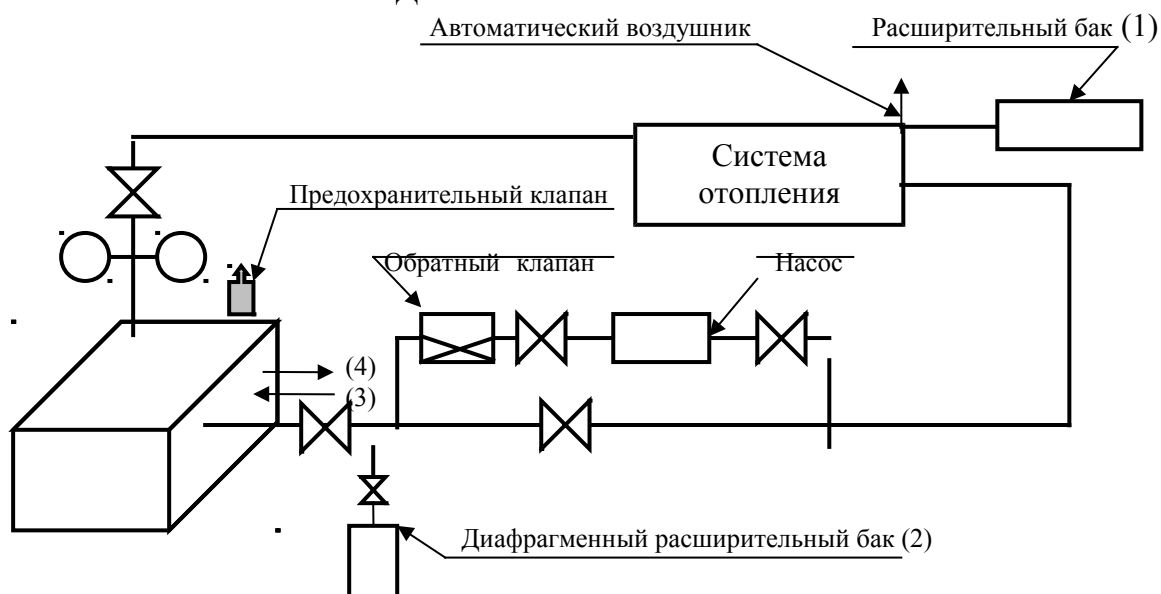 Д
Автоматический воздушник
Расширительный бак (1)
Система
отопления
Предохранительный клапан
Обратный клапан
Насос
(4)
(3)
Диафрагменный расширительный бак (2)